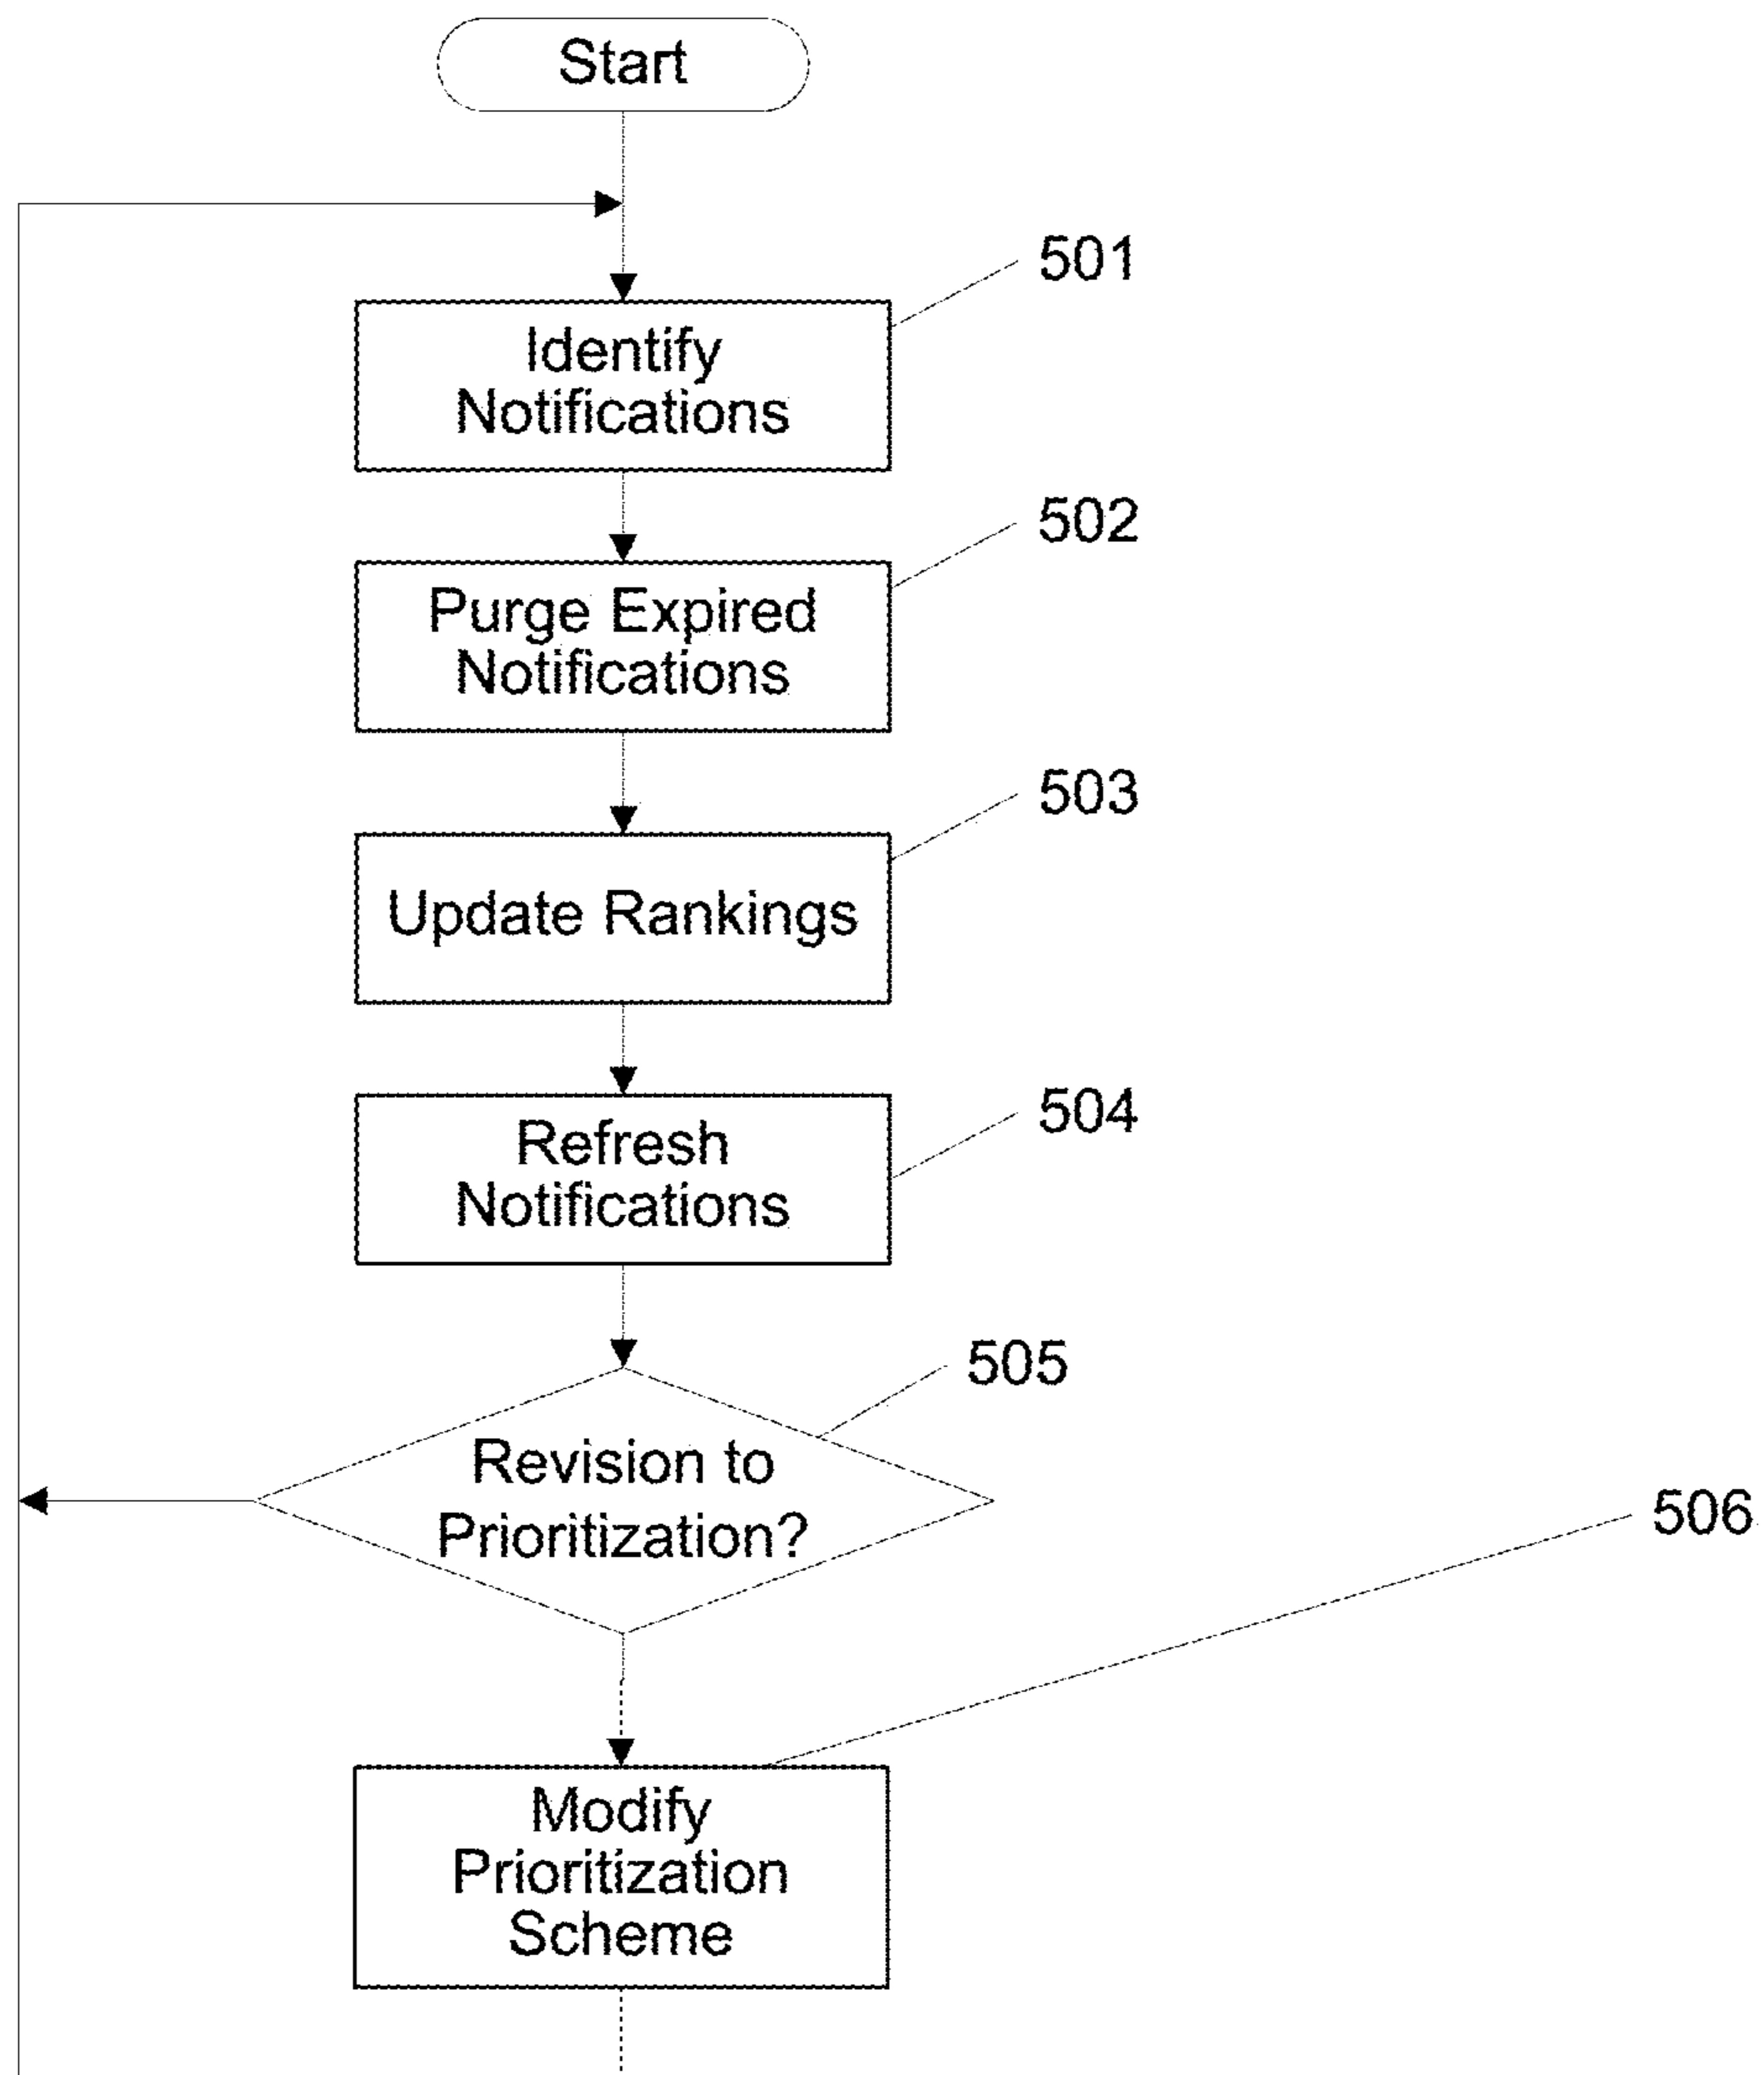 Start
501
Identify
Notifications
502
Purge Expired
Notifications
503
Update Rankings
504
Refresh
Notifications
505
Revision to
Prioritization?
506
Modify
Prioritization
Scheme